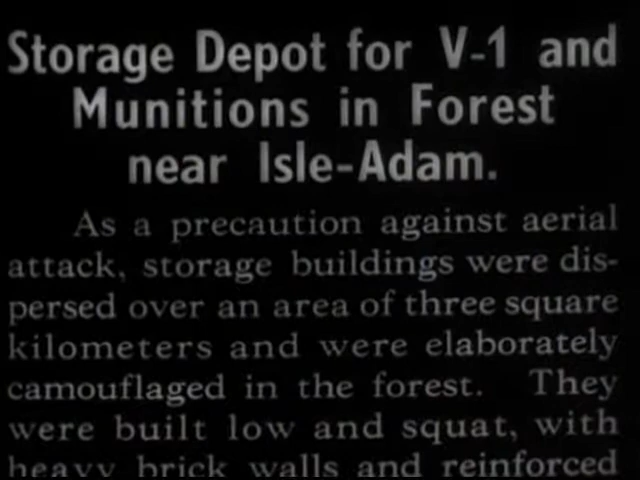 Storage Depot for V-1 and
Munitions in Forest
near Isle-Adam.
As a precaution against aerial
attack, storage buildings were dis-
persed over an area of three square
kilometers and were elaborately
camouflaged in the forest. They
were built low and squat, with
heavy brick walls and reinforced